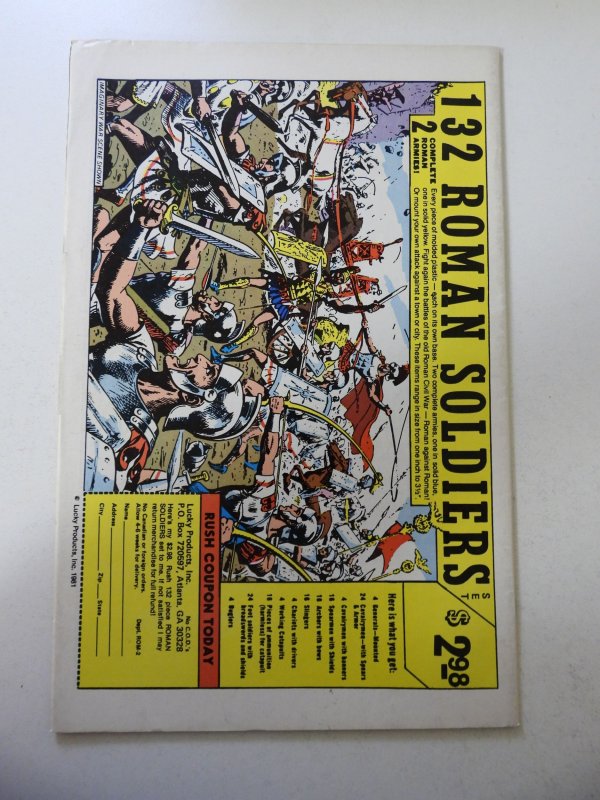 132 ROMAN SOLDIERS
SET
$2.98
2 COMPLETE
ROMAN
ARMIES!
Every piece of molded plastic — each on its own base. Two complete armies, one in solid blue,
one in solid yellow. Fight again the battles of the old Roman Civil War — Roman against Roman!
Or mount your own attack against a town or city. These items range in size from one inch to 3½".
IMAGINARY WAR SCENE SHOWN
Here is what you get:
4 Generals—Mounted
24 Cavalrymen—with Spears
& Armor
4 Cavalrymen with banners
18 Spearmen with Shields
18 Archers with bows
16 Slingers
4 Chariots with drivers
4 Working Catapults
16 Pieces of ammunition
(harmless) for catapult
24 Foot soldiers with
broadswords and shields
4 Buglers
RUSH COUPON TODAY
Lucky Products, Inc. No C.O.D.'s
P.O. Box 720597, Atlanta, GA 30328
Dept. ROM-2
Here's my $2.98. Rush 132 piece ROMAN
SOLDIERS set to me. If not satisfied I may
return merchandise for full refund!
No Canadian or foreign orders.
Allow 4-6 weeks for delivery.
Name
Address
City Zip State
© Lucky Products, Inc. 1981